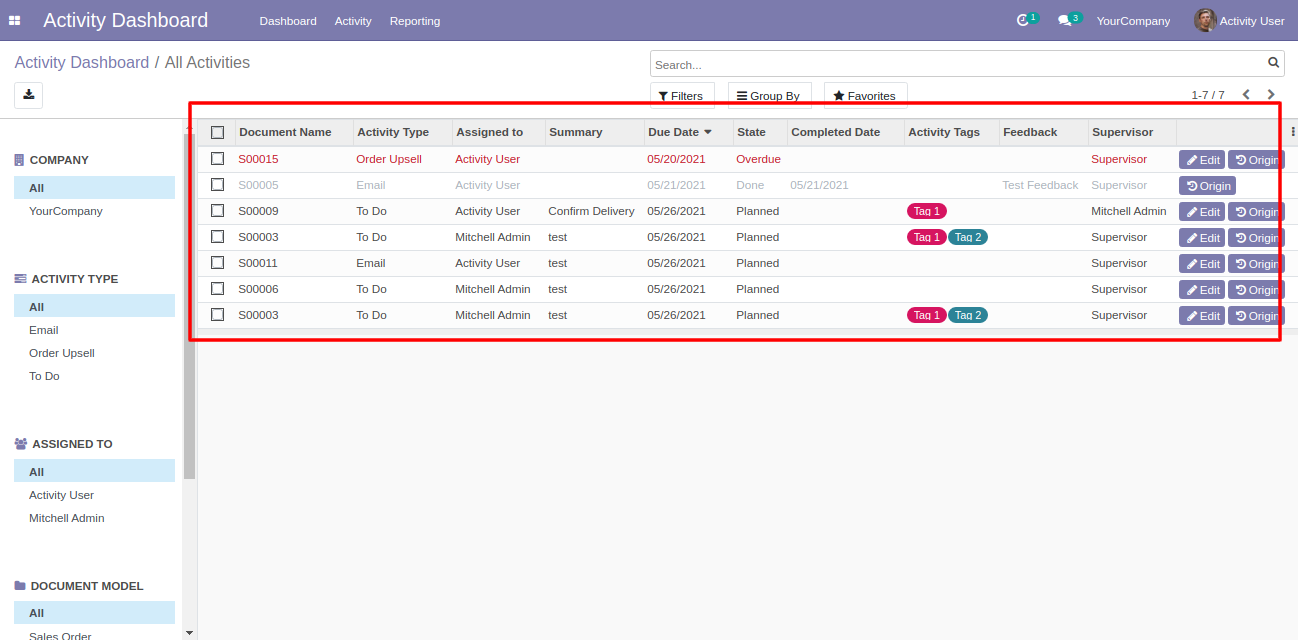 Activity Dashboard Dashboard Activity Reporting 1 3 YourCompany Activity User
Activity Dashboard / All Activities Search...
Filters Group By Favorites 1-7 / 7
Document Name Activity Type Assigned to Summary Due Date State Completed Date Activity Tags Feedback Supervisor
S00015 Order Upsell Activity User 05/20/2021 Overdue Supervisor Edit Origin
S00005 Email Activity User 05/21/2021 Done 05/21/2021 Test Feedback Supervisor Origin
S00009 To Do Activity User Confirm Delivery 05/26/2021 Planned Tag 1 Mitchell Admin Edit Origin
S00003 To Do Mitchell Admin test 05/26/2021 Planned Tag 1 Tag 2 Supervisor Edit Origin
S00011 Email Activity User test 05/26/2021 Planned Supervisor Edit Origin
S00006 To Do Mitchell Admin test 05/26/2021 Planned Supervisor Edit Origin
S00003 To Do Mitchell Admin test 05/26/2021 Planned Tag 1 Tag 2 Supervisor Edit Origin
COMPANY
All
YourCompany
ACTIVITY TYPE
All
Email
Order Upsell
To Do
ASSIGNED TO
All
Activity User
Mitchell Admin
DOCUMENT MODEL
All
Sales Order